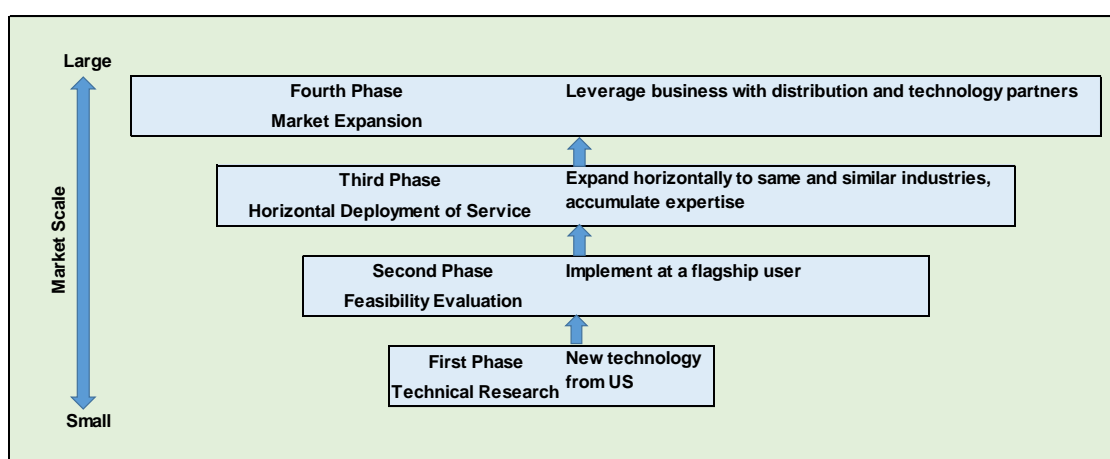 Large
Fourth Phase
Market Expansion
Leverage business with distribution and technology partners
Third Phase
Horizontal Deployment of Service
Expand horizontally to same and similar industries,
accumulate expertise
Market Scale
Second Phase
Feasibility Evaluation
Implement at a flagship user
First Phase
Technical Research
New technology
from US
Small